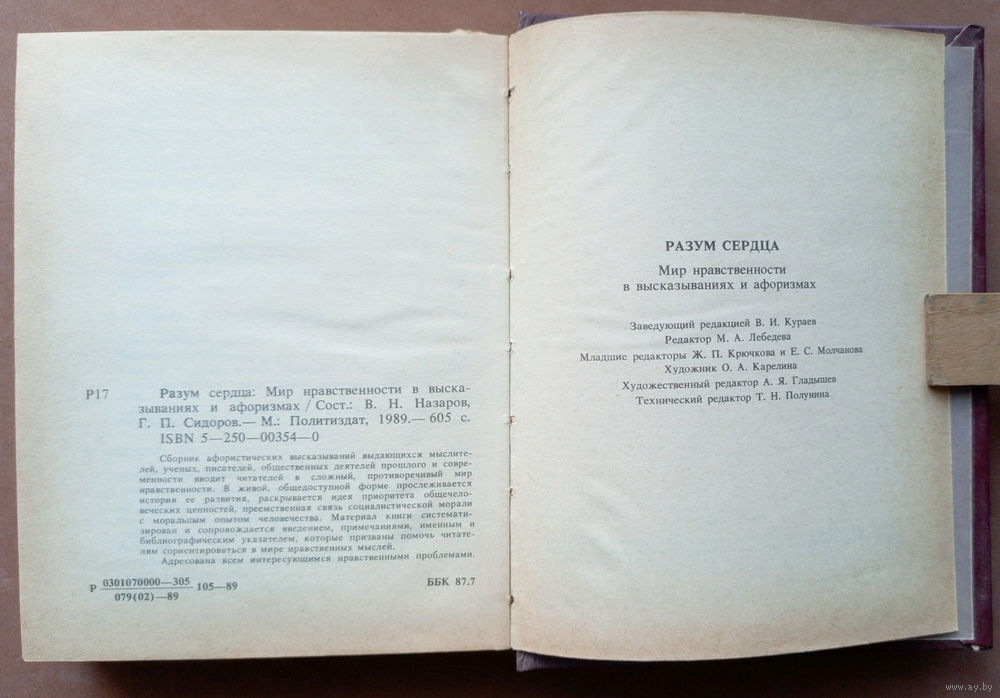 Р17
Разум сердца: Мир нравственности в выска-
зываниях и афоризмах / Сост.: В. Н. Назаров,
Г. П. Сидоров.— М.: Политиздат, 1989.— 605 с.
ISBN 5—250—00354—0
Сборник афористических высказываний выдающихся мыслите-
лей, ученых, писателей, общественных деятелей прошлого и совре-
менности вводит читателей в сложный, противоречивый мир
нравственности. В живой, общедоступной форме прослеживается
история ее развития, раскрывается идея приоритета общечело-
веческих ценностей, преемственная связь социалистической морали
с моральным опытом человечества. Материал книги системати-
зирован и сопровождается введением, примечаниями, именным и
библиографическим указателем, которые призваны помочь читате-
лям сориентироваться в мире нравственных мыслей.
Адресована всем интересующимся нравственными проблемами.
Р 0301070000—305 105—89
079(02)—89
ББК 87.7
РАЗУМ СЕРДЦА
Мир нравственности
в высказываниях и афоризмах
Заведующий редакцией В. И. Кураев
Редактор М. А. Лебедева
Младшие редакторы Ж. П. Крючкова и Е. С. Молчанова
Художник О. А. Карелина
Художественный редактор А. Я. Гладышев
Технический редактор Т. Н. Полунина
www.ay.by